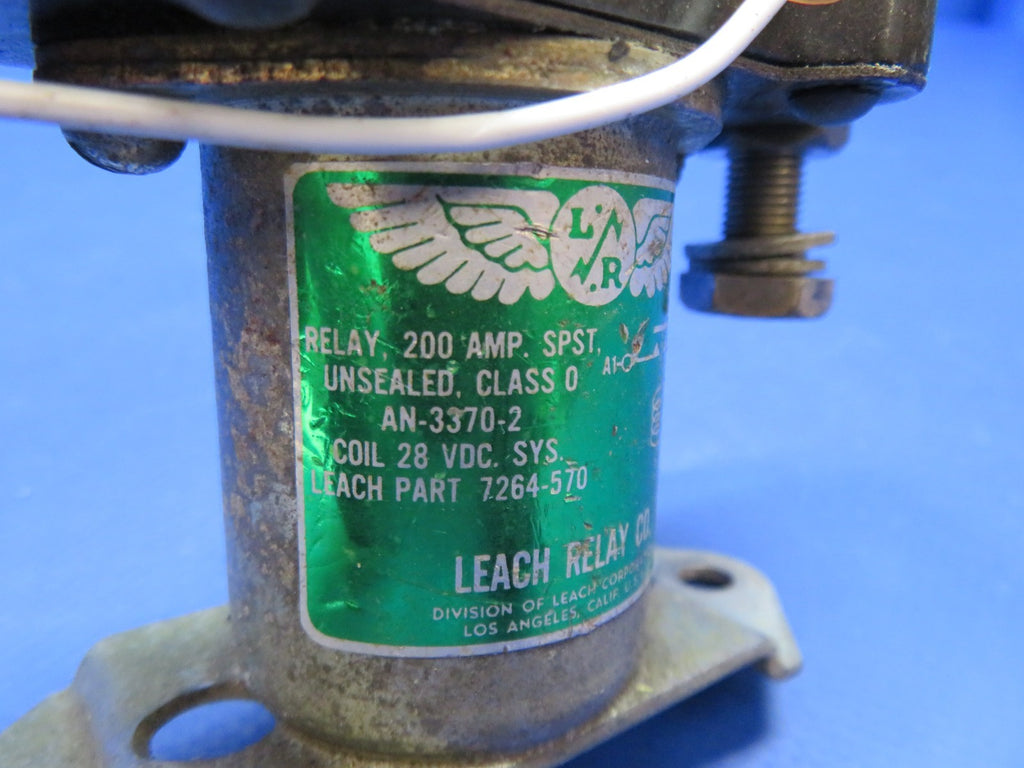 L R
RELAY, 200 AMP. SPST,
UNSEALED, CLASS 0
AN-3370-2
COIL 28 VDC. SYS.
LEACH PART 7264-570
A1
LEACH RELAY CO.
DIVISION OF LEACH
LOS ANGELES, CALIF. U.S.